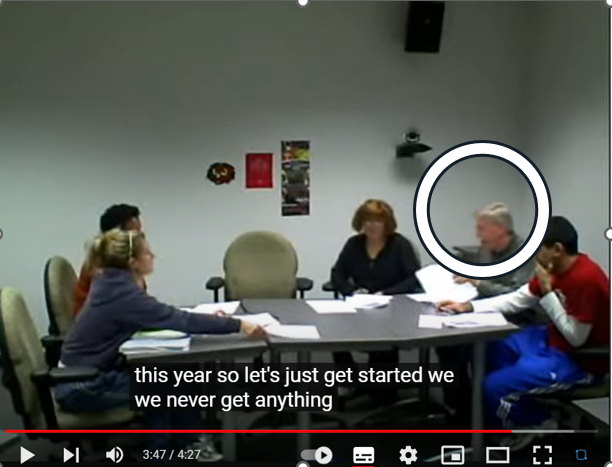 this year so let's just get started we
we never get anything
3:47 / 4:27